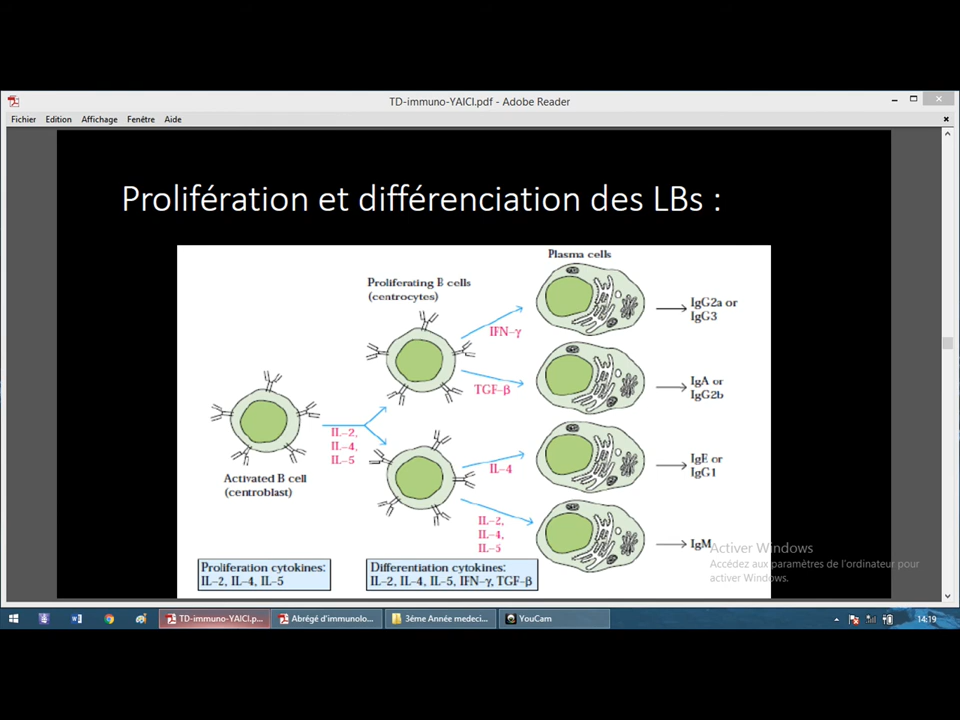 TD-immuno-YAICI.pdf - Adobe Reader
Fichier Edition Affichage Fenêtre Aide
Prolifération et différenciation des LBs :
Plasma cells
Proliferating B cells
(centrocytes)
IFN-γ
IgG2a or
IgG3
TGF-β
IgA or
IgG2b
IL-2,
IL-4,
IL-5
Activated B cell
(centroblast)
IL-4
IgE or
IgG1
IL-2,
IL-4,
IL-5
IgM
Proliferation cytokines:
IL-2, IL-4, IL-5
Differentiation cytokines:
IL-2, IL-4, IL-5, IFN-γ, TGF-β
Activer Windows
Accédez aux paramètres de l'ordinateur pour
activer Windows.
TD-immuno-YAICI.p... Abrégé d'immunolo... 3éme Année medeci... YouCam 14:19